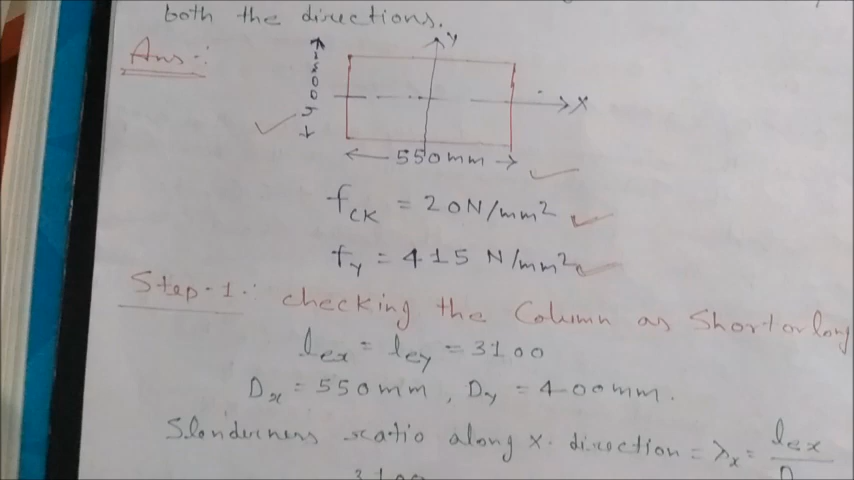 both the directions.
Ans:-
Y
X
550mm
fCK = 20N/mm²
fy = 415 N/mm²
Step-1:- checking the Column as Short or long
lex = ley = 3100
Dx = 550mm, Dy = 400mm.
Slenderness ratio along x-direction = λx = lex
3100